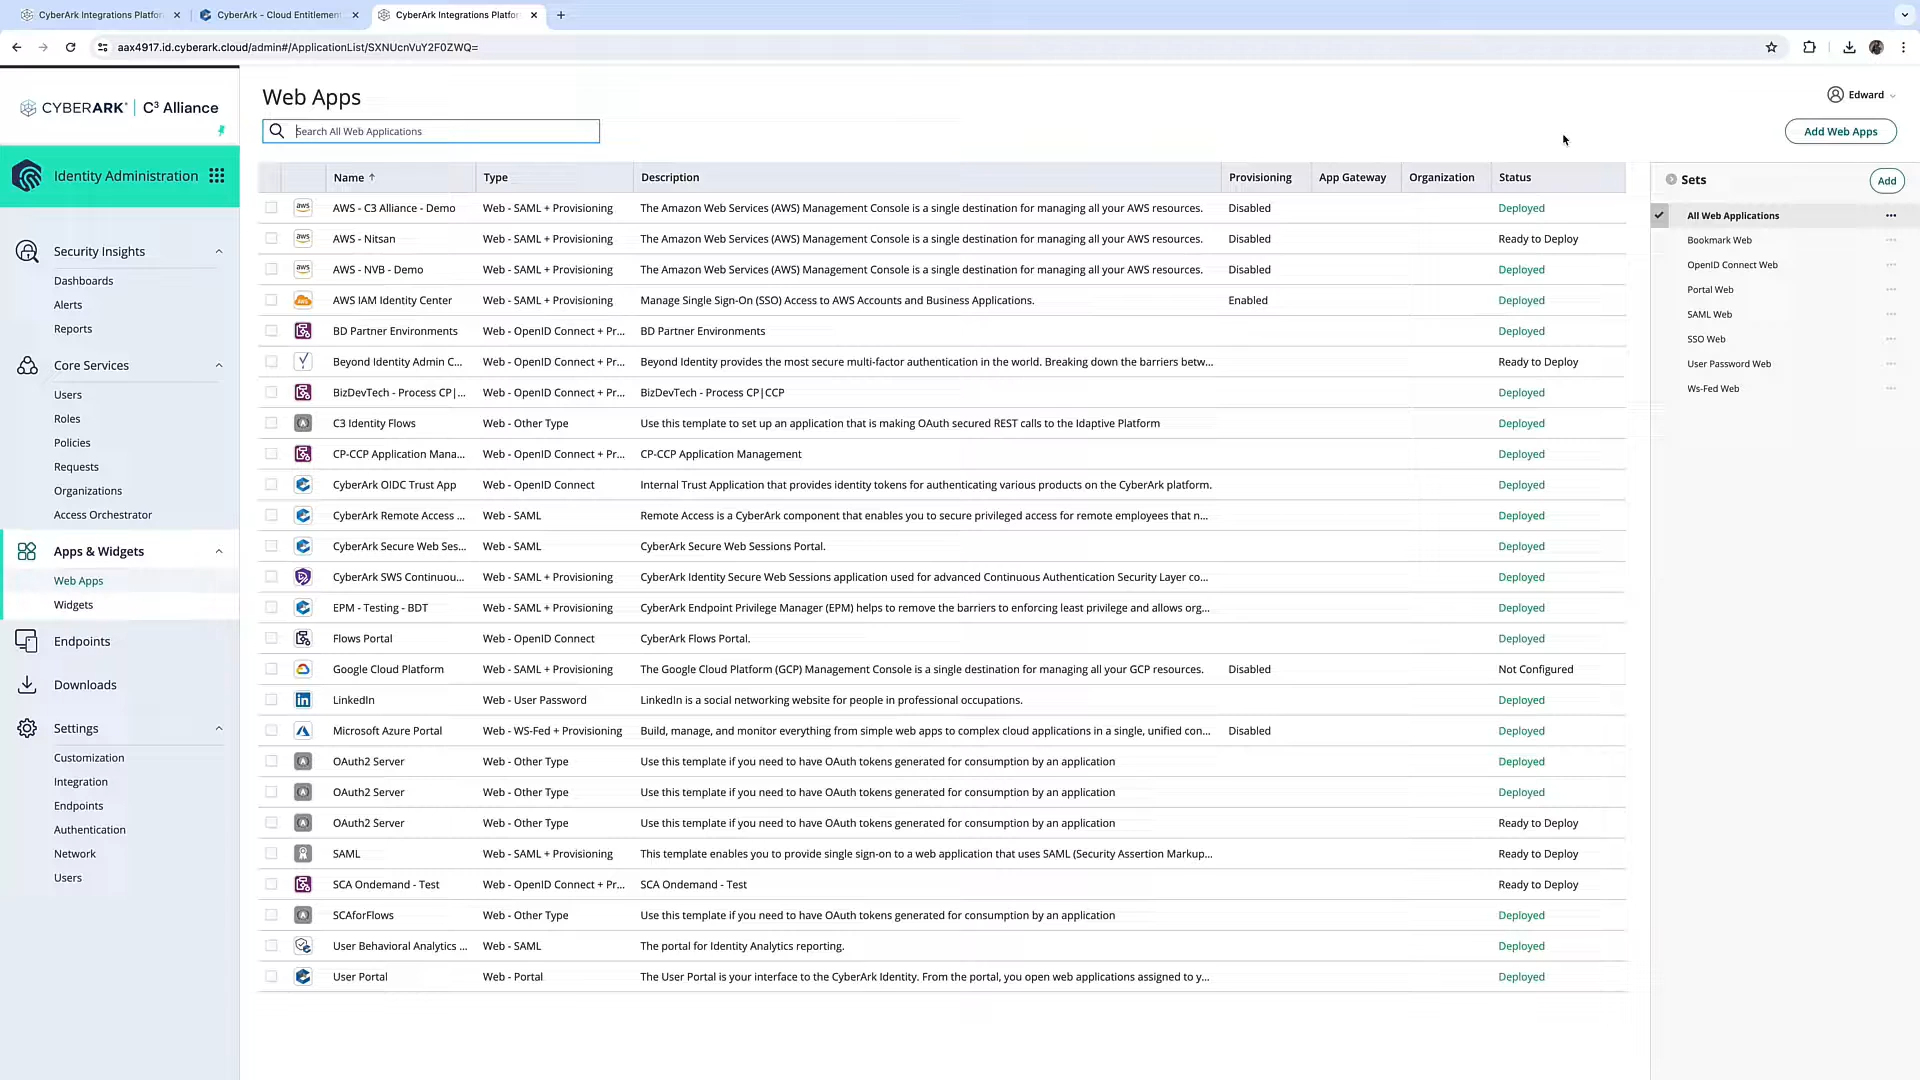 CyberArk Integrations Platfor
CyberArk - Cloud Entitlement
CyberArk Integrations Platfor
aax4917.id.cyberark.cloud/admin#/ApplicationList/SXNUcnVuY2F0ZWQ=
CYBERARK® | C³ Alliance
Identity Administration
Security Insights
Dashboards
Alerts
Reports
Core Services
Users
Roles
Policies
Requests
Organizations
Access Orchestrator
Apps & Widgets
Web Apps
Widgets
Endpoints
Downloads
Settings
Customization
Integration
Endpoints
Authentication
Network
Users
Web Apps
Edward
Search All Web Applications
Add Web Apps
Name ↑ Type Description Provisioning App Gateway Organization Status
aws AWS - C3 Alliance - Demo Web - SAML + Provisioning The Amazon Web Services (AWS) Management Console is a single destination for managing all your AWS resources. Disabled Deployed
aws AWS - Nitsan Web - SAML + Provisioning The Amazon Web Services (AWS) Management Console is a single destination for managing all your AWS resources. Disabled Ready to Deploy
aws AWS - NVB - Demo Web - SAML + Provisioning The Amazon Web Services (AWS) Management Console is a single destination for managing all your AWS resources. Disabled Deployed
AWS IAM Identity Center Web - SAML + Provisioning Manage Single Sign-On (SSO) Access to AWS Accounts and Business Applications. Enabled Deployed
BD Partner Environments Web - OpenID Connect + Pr... BD Partner Environments Deployed
Beyond Identity Admin C... Web - OpenID Connect + Pr... Beyond Identity provides the most secure multi-factor authentication in the world. Breaking down the barriers betw... Ready to Deploy
BizDevTech - Process CP|... Web - OpenID Connect + Pr... BizDevTech - Process CP|CCP Deployed
C3 Identity Flows Web - Other Type Use this template to set up an application that is making OAuth secured REST calls to the Idaptive Platform Deployed
CP-CCP Application Mana... Web - OpenID Connect + Pr... CP-CCP Application Management Deployed
CyberArk OIDC Trust App Web - OpenID Connect Internal Trust Application that provides identity tokens for authenticating various products on the CyberArk platform. Deployed
CyberArk Remote Access ... Web - SAML Remote Access is a CyberArk component that enables you to secure privileged access for remote employees that n... Deployed
CyberArk Secure Web Ses... Web - SAML CyberArk Secure Web Sessions Portal. Deployed
CyberArk SWS Continuou... Web - SAML + Provisioning CyberArk Identity Secure Web Sessions application used for advanced Continuous Authentication Security Layer co... Deployed
EPM - Testing - BDT Web - SAML + Provisioning CyberArk Endpoint Privilege Manager (EPM) helps to remove the barriers to enforcing least privilege and allows org... Deployed
Flows Portal Web - OpenID Connect CyberArk Flows Portal. Deployed
Google Cloud Platform Web - SAML + Provisioning The Google Cloud Platform (GCP) Management Console is a single destination for managing all your GCP resources. Disabled Not Configured
in LinkedIn Web - User Password LinkedIn is a social networking website for people in professional occupations. Deployed
Microsoft Azure Portal Web - WS-Fed + Provisioning Build, manage, and monitor everything from simple web apps to complex cloud applications in a single, unified con... Disabled Deployed
OAuth2 Server Web - Other Type Use this template if you need to have OAuth tokens generated for consumption by an application Deployed
OAuth2 Server Web - Other Type Use this template if you need to have OAuth tokens generated for consumption by an application Deployed
OAuth2 Server Web - Other Type Use this template if you need to have OAuth tokens generated for consumption by an application Ready to Deploy
SAML Web - SAML + Provisioning This template enables you to provide single sign-on to a web application that uses SAML (Security Assertion Markup... Ready to Deploy
SCA Ondemand - Test Web - OpenID Connect + Pr... SCA Ondemand - Test Ready to Deploy
SCAforFlows Web - Other Type Use this template if you need to have OAuth tokens generated for consumption by an application Deployed
User Behavioral Analytics ... Web - SAML The portal for Identity Analytics reporting. Deployed
User Portal Web - Portal The User Portal is your interface to the CyberArk Identity. From the portal, you open web applications assigned to y... Deployed
Sets
Add
All Web Applications
Bookmark Web
OpenID Connect Web
Portal Web
SAML Web
SSO Web
User Password Web
Ws-Fed Web